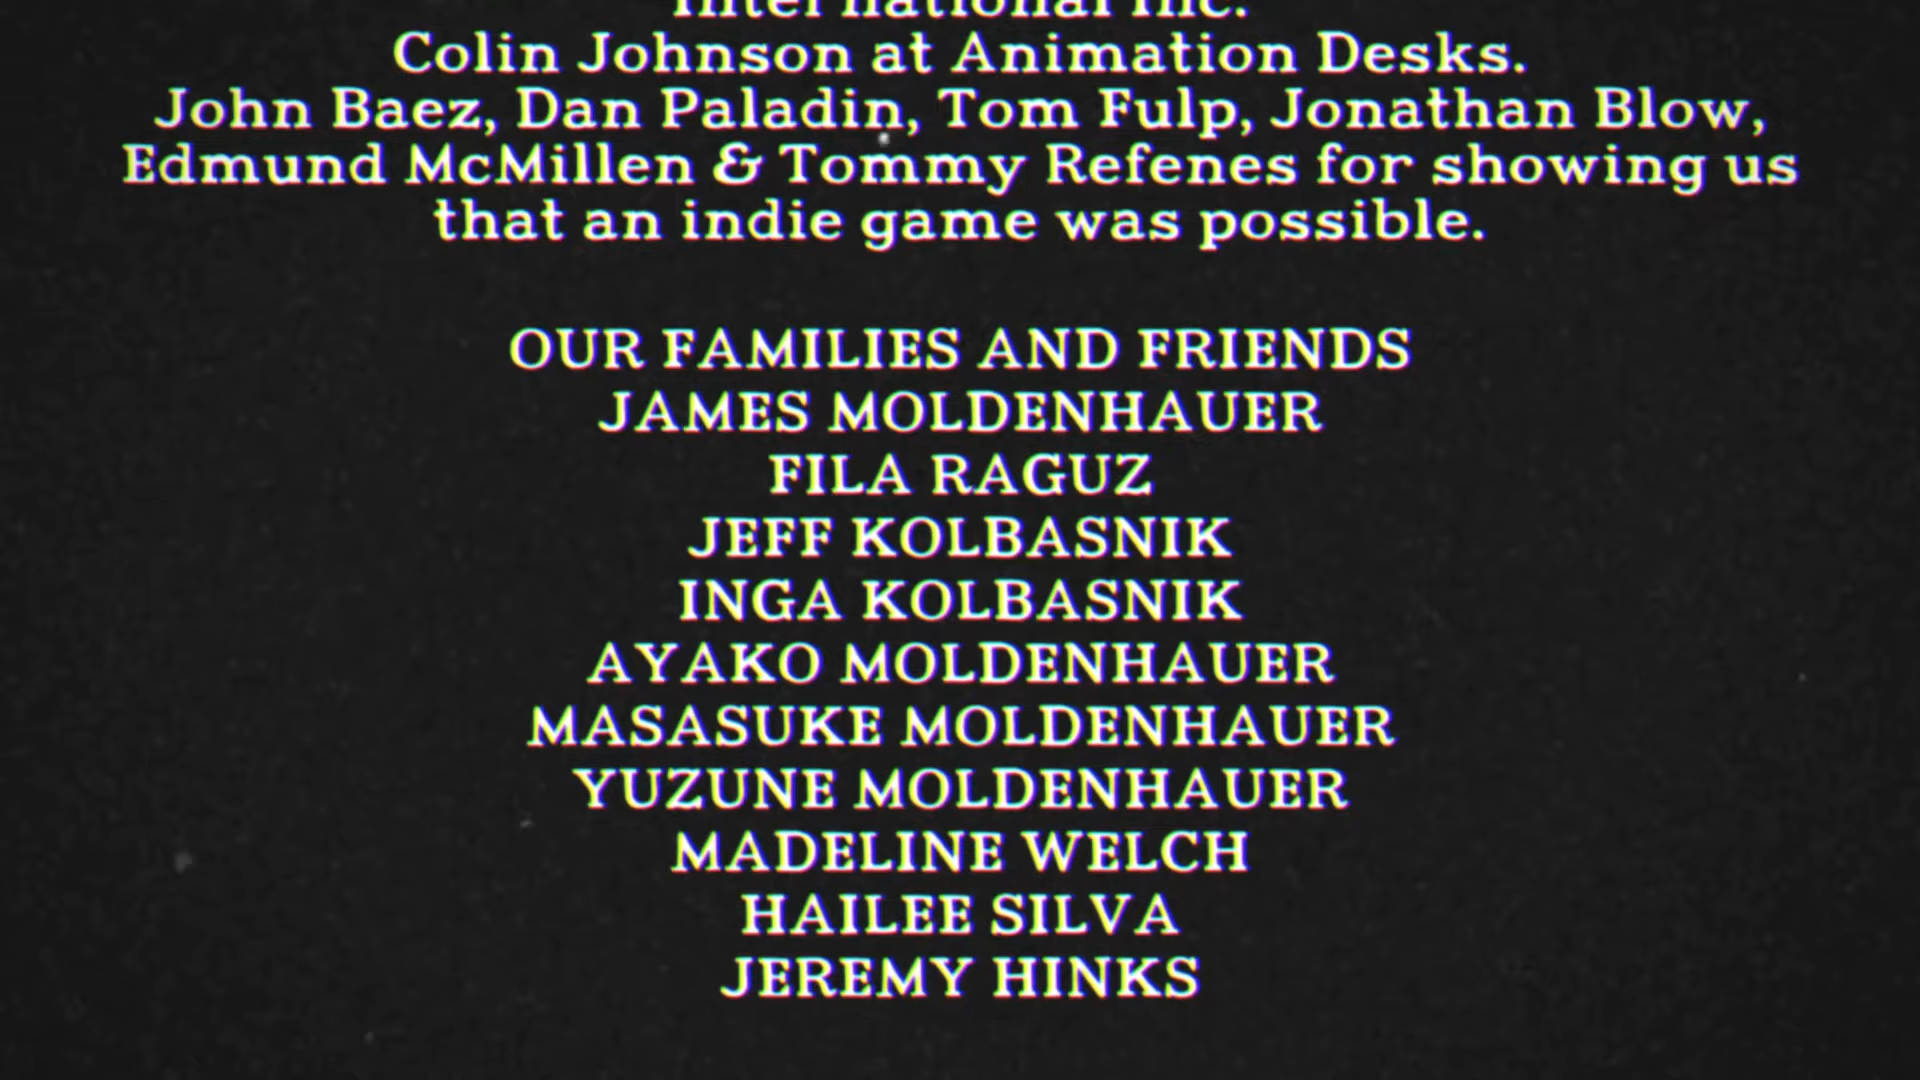 International Inc.
Colin Johnson at Animation Desks.
John Baez, Dan Paladin, Tom Fulp, Jonathan Blow,
Edmund McMillen & Tommy Refenes for showing us
that an indie game was possible.
OUR FAMILIES AND FRIENDS
JAMES MOLDENHAUER
FILA RAGUZ
JEFF KOLBASNIK
INGA KOLBASNIK
AYAKO MOLDENHAUER
MASASUKE MOLDENHAUER
YUZUNE MOLDENHAUER
MADELINE WELCH
HAILEE SILVA
JEREMY HINKS